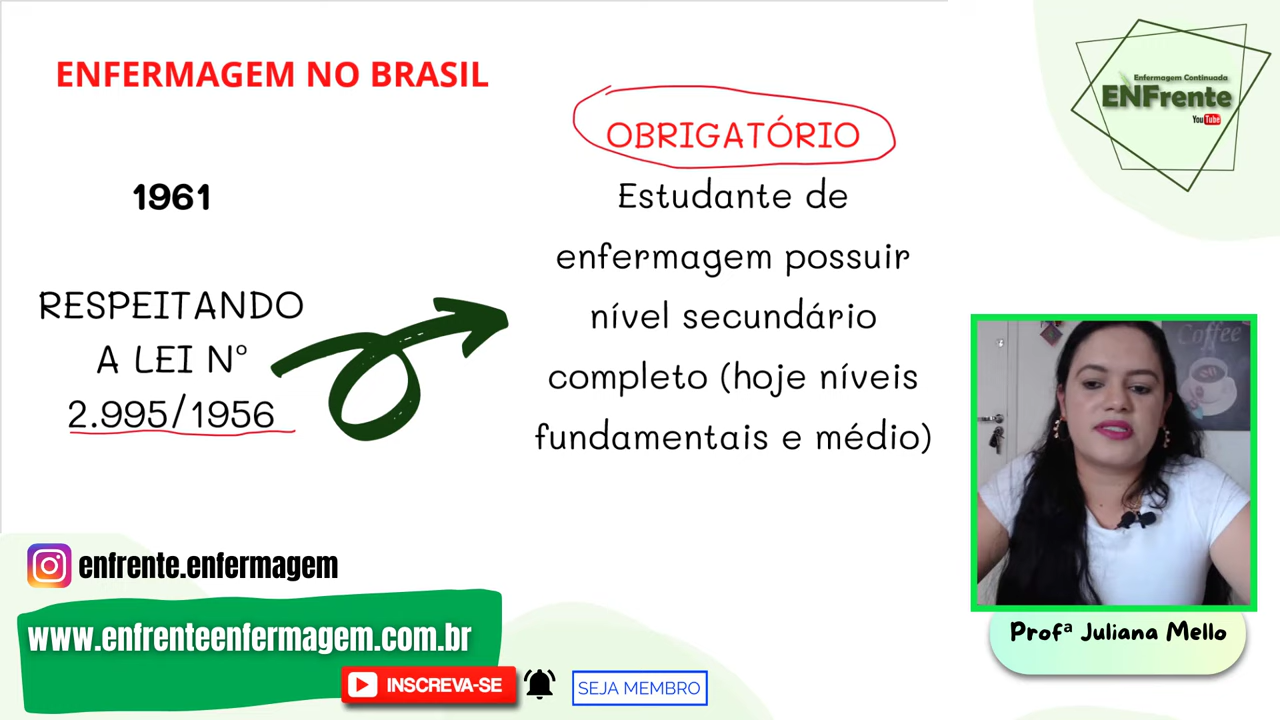 ENFERMAGEM NO BRASIL
1961
RESPEITANDO
A LEI Nº
2.995/1956
OBRIGATÓRIO
Estudante de
enfermagem possuir
nível secundário
completo (hoje níveis
fundamentais e médio)
Enfermagem Continuada
ENFrente
YouTube
Coffee
Profª Juliana Mello
enfrente.enfermagem
www.enfrenteenfermagem.com.br
INSCREVA-SE
SEJA MEMBRO